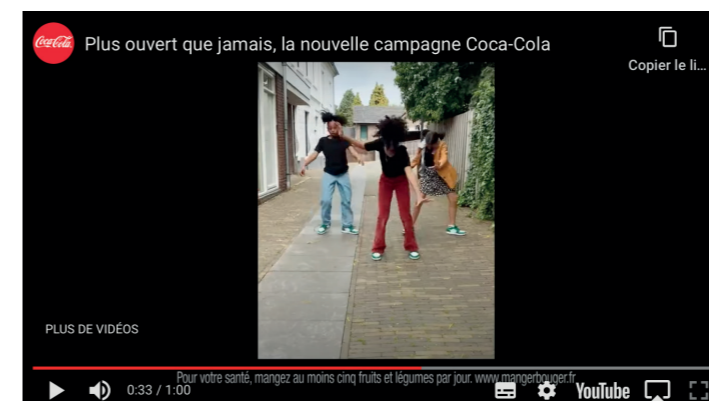 Coca-Cola
Plus ouvert que jamais, la nouvelle campagne Coca-Cola
Copier le li...
PLUS DE VIDÉOS
Pour votre santé, mangez au moins cinq fruits et légumes par jour. www.mangerbouger.fr
0:33 / 1:00
YouTube